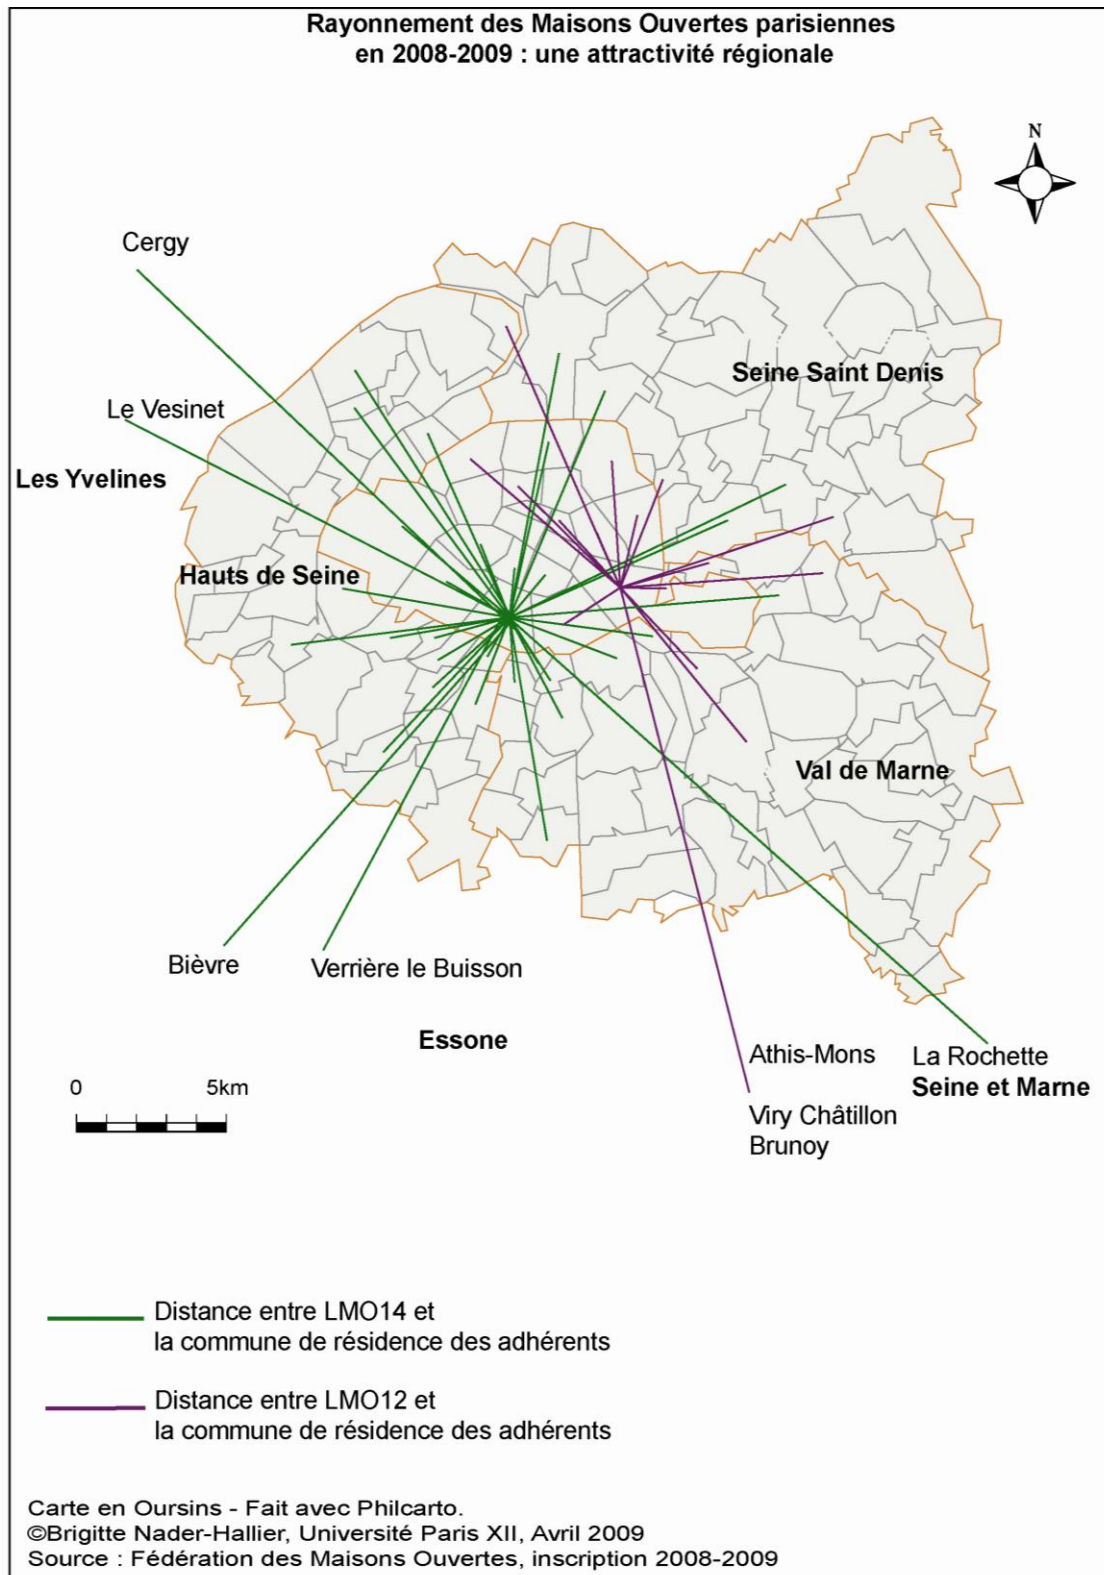 Rayonnement des Maisons Ouvertes parisiennes
en 2008-2009 : une attractivité régionale
N
Cergy
Seine Saint Denis
Le Vesinet
Les Yvelines
Hauts de Seine
Val de Marne
Bièvre
Verrière le Buisson
Essone
Athis-Mons
Viry Châtillon
Brunoy
La Rochette
Seine et Marne
0 5km
Distance entre LMO14 et
la commune de résidence des adhérents
Distance entre LMO12 et
la commune de résidence des adhérents
Carte en Oursins - Fait avec Philcarto.
©Brigitte Nader-Hallier, Université Paris XII, Avril 2009
Source : Fédération des Maisons Ouvertes, inscription 2008-2009